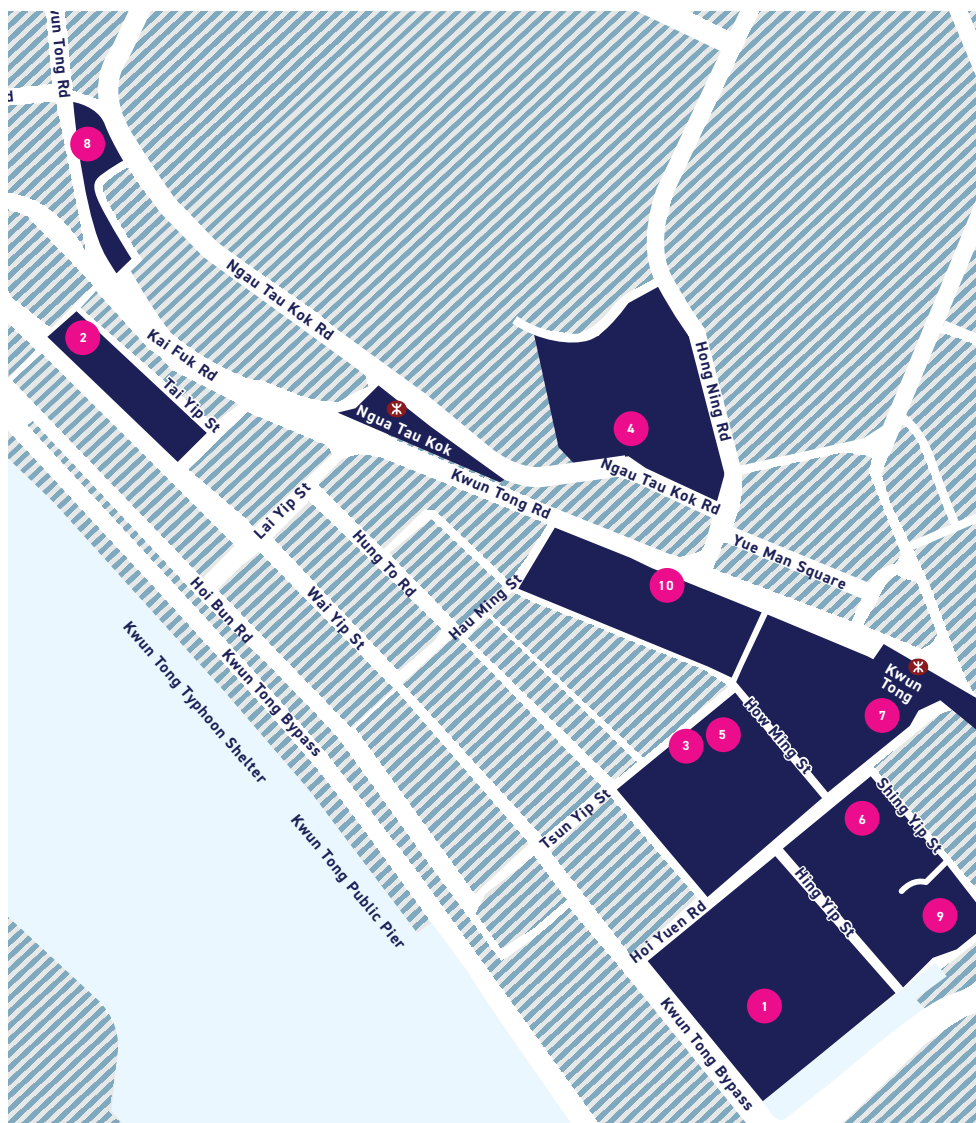 wun Tong Rd
8
Ngau Tau Kok Rd
2
Kai Fuk Rd
Tai Yip St
Hong Ning Rd
Ngua Tau Kok
4
Ngau Tau Kok Rd
Kwun Tong Rd
Lai Yip St
Hung To Rd
Yue Man Square
10
Hau Ming St
Hoi Bun Rd
Wai Yip St
Kwun Tong Typhoon Shelter
Kwun Tong Bypass
Kwun
Tong
7
How Ming St
5
3
Shing Yip St
6
Tsun Yip St
Kwun Tong Public Pier
Hing Yip St
9
Hoi Yuen Rd
1
Kwun Tong Bypass